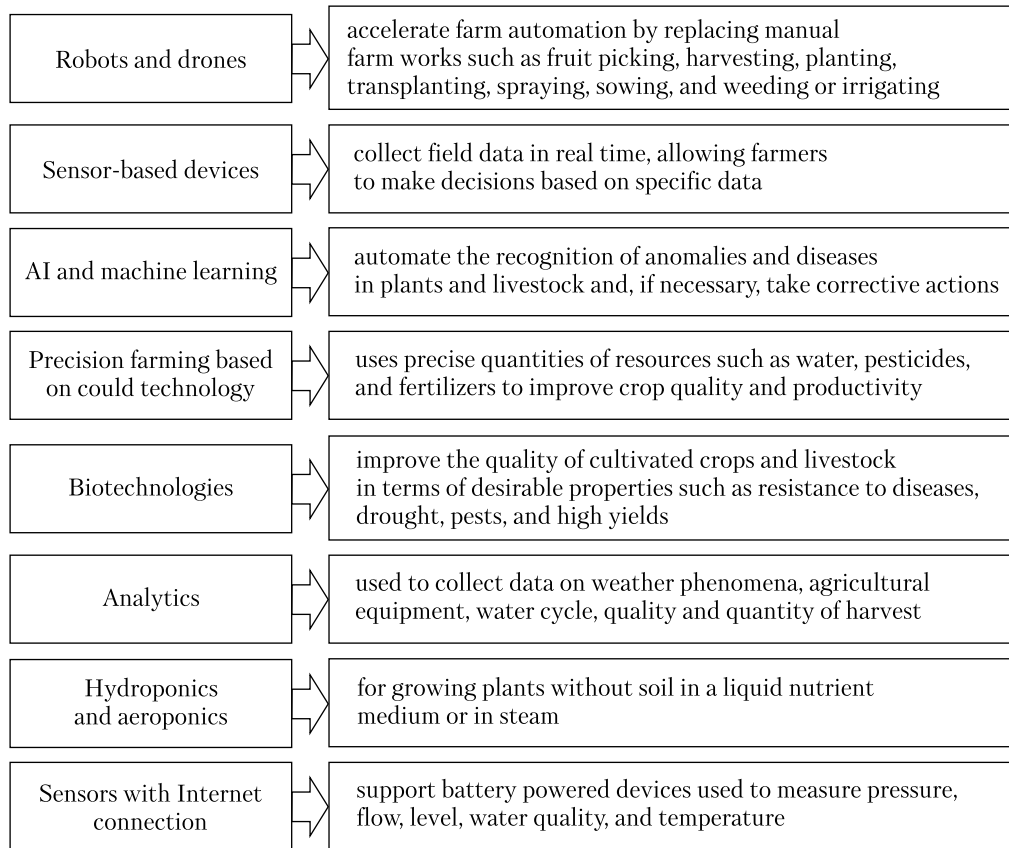 Robots and drones
accelerate farm automation by replacing manual
farm works such as fruit picking, harvesting, planting,
transplanting, spraying, sowing, and weeding or irrigating
Sensor-based devices
collect field data in real time, allowing farmers
to make decisions based on specific data
AI and machine learning
automate the recognition of anomalies and diseases
in plants and livestock and, if necessary, take corrective actions
Precision farming based
on could technology
uses precise quantities of resources such as water, pesticides,
and fertilizers to improve crop quality and productivity
Biotechnologies
improve the quality of cultivated crops and livestock
in terms of desirable properties such as resistance to diseases,
drought, pests, and high yields
Analytics
used to collect data on weather phenomena, agricultural
equipment, water cycle, quality and quantity of harvest
Hydroponics
and aeroponics
for growing plants without soil in a liquid nutrient
medium or in steam
Sensors with Internet
connection
support battery powered devices used to measure pressure,
flow, level, water quality, and temperature